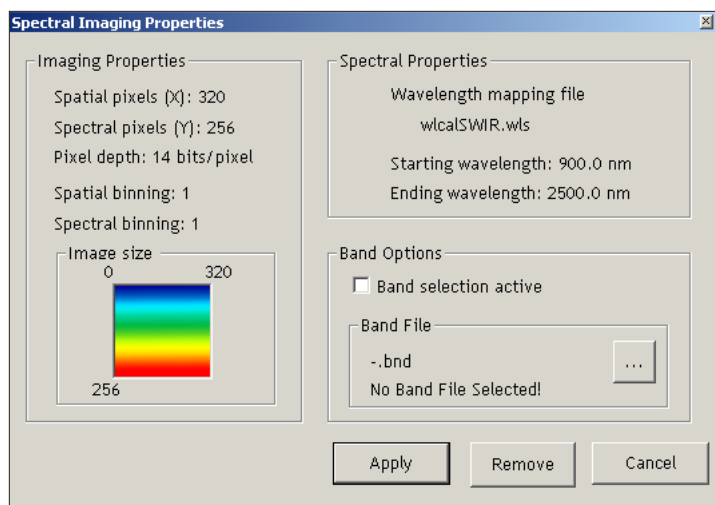 Spectral Imaging Properties
Imaging Properties
Spatial pixels (X): 320
Spectral pixels (Y): 256
Pixel depth: 14 bits/pixel
Spatial binning: 1
Spectral binning: 1
Image size
0 320
256
Spectral Properties
Wavelength mapping file
wlcalSWIR.wls
Starting wavelength: 900.0 nm
Ending wavelength: 2500.0 nm
Band Options
Band selection active
Band File
-.bnd
...
No Band File Selected!
Apply Remove Cancel